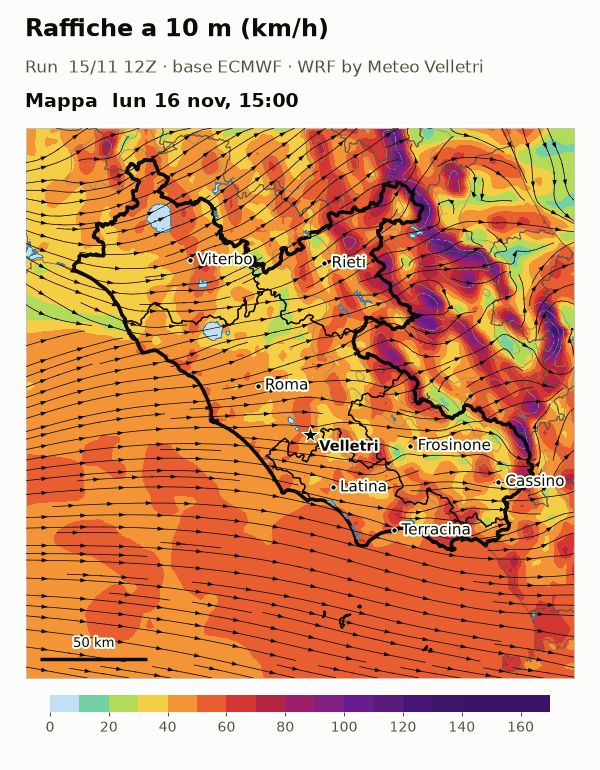 Raffiche a 10 m (km/h)
Run 15/11 12Z · base ECMWF · WRF by Meteo Velletri
Mappa lun 16 nov, 15:00
Viterbo
Rieti
Roma
Velletri
Frosinone
Cassino
Latina
Terracina
50 km
0 20 40 60 80 100 120 140 160